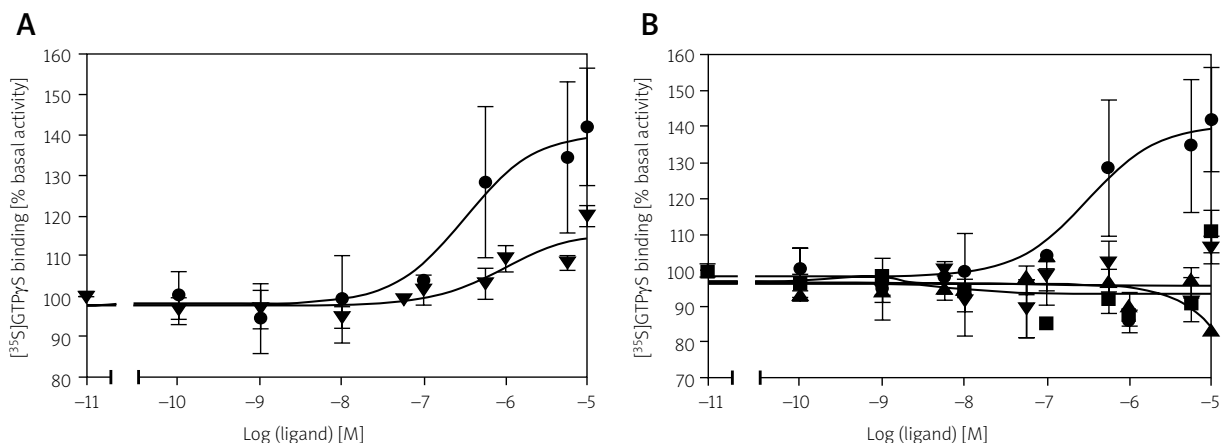 A
[³⁵S]GTPγS binding [% basal activity]
160
150
140
130
120
110
100
90
80
–11 –10 –9 –8 –7 –6 –5
Log (ligand) [M]
B
[³⁵S]GTPγS binding [% basal activity]
160
150
140
130
120
110
100
90
80
70
–11 –10 –9 –8 –7 –6 –5
Log (ligand) [M]